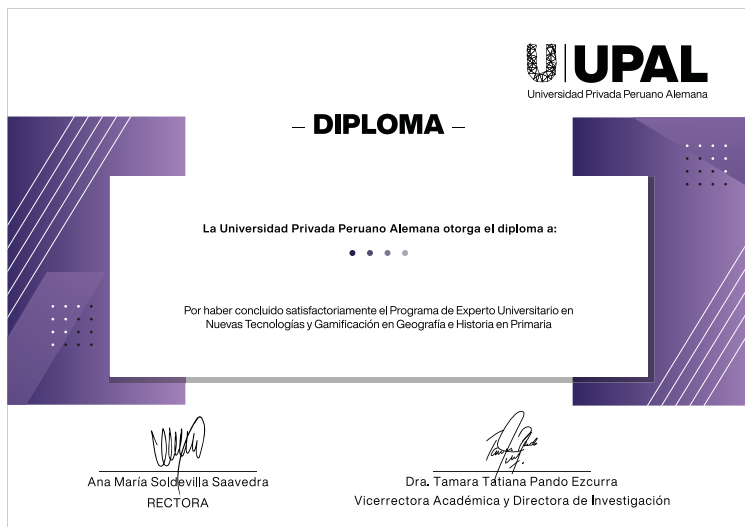 UPAL
Universidad Privada Peruano Alemana
– DIPLOMA –
La Universidad Privada Peruano Alemana otorga el diploma a:
Por haber concluido satisfactoriamente el Programa de Experto Universitario en
Nuevas Tecnologías y Gamificación en Geografía e Historia en Primaria
Ana María Soldevilla Saavedra
RECTORA
Dra. Tamara Tatiana Pando Ezcurra
Vicerrectora Académica y Directora de Investigación